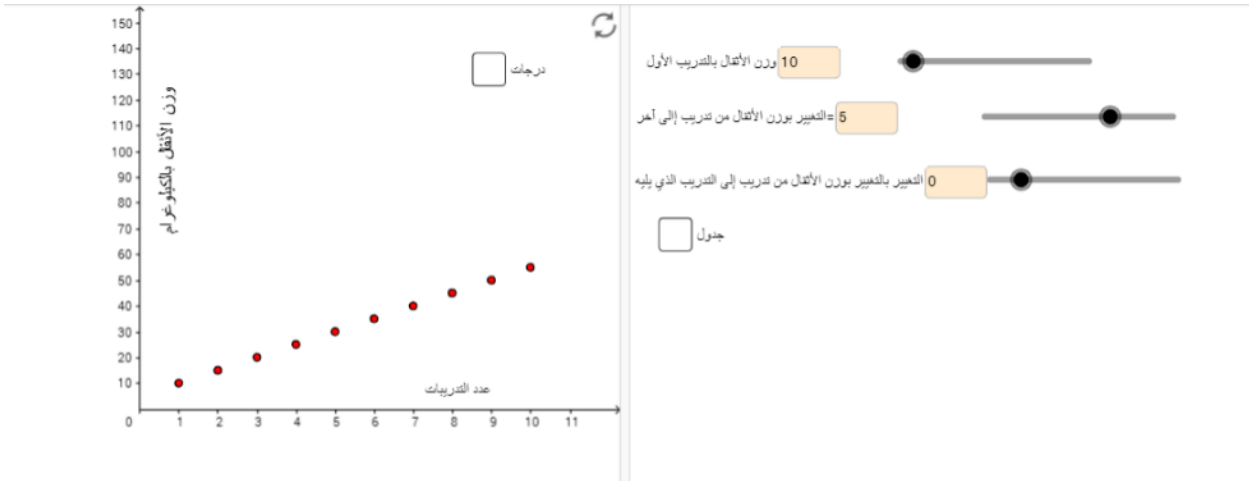 150
140
130
120
110
100
90
80
70
60
50
40
30
20
10
0
1 2 3 4 5 6 7 8 9 10 11
وزن الأثقل بالكيلوغرام
عدد التدريبات
درجات
وزن الأثقال بالتدريب الأول 10
التغيير بوزن الأثقال من تدريب إالى آخر= 5
التغيير بالتغيير بوزن الأثقال من تدريب إلى التدريب الذي يليه 0
جدول